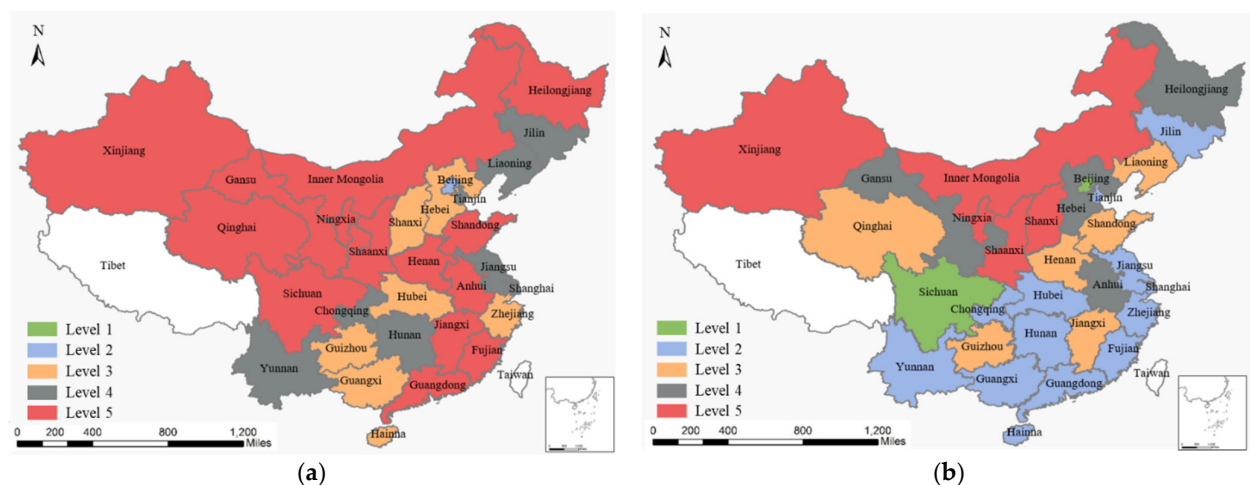 N
Heilongjiang
Jilin
Liaoning
Xinjiang
Gansu
Inner Mongolia
Beijing
Tianjin
Hebei
Ningxia
Shanxi
Shandong
Qinghai
Shaanxi
Henan
Jiangsu
Tibet
Anhui
Shanghai
Sichuan
Hubei
Chongqing
Zhejiang
Hunan
Jiangxi
Guizhou
Fujian
Yunnan
Taiwan
Guangxi
Guangdong
Hainna
Level 1
Level 2
Level 3
Level 4
Level 5
0 200 400 800 1,200
Miles
(a)
N
Heilongjiang
Jilin
Liaoning
Xinjiang
Gansu
Inner Mongolia
Beijing
Tianjin
Hebei
Ningxia
Shanxi
Shandong
Qinghai
Shaanxi
Henan
Jiangsu
Tibet
Anhui
Shanghai
Sichuan
Hubei
Chongqing
Zhejiang
Hunan
Jiangxi
Guizhou
Fujian
Yunnan
Taiwan
Guangxi
Guangdong
Hainna
Level 1
Level 2
Level 3
Level 4
Level 5
0 200 400 800 1,200
Miles
(b)